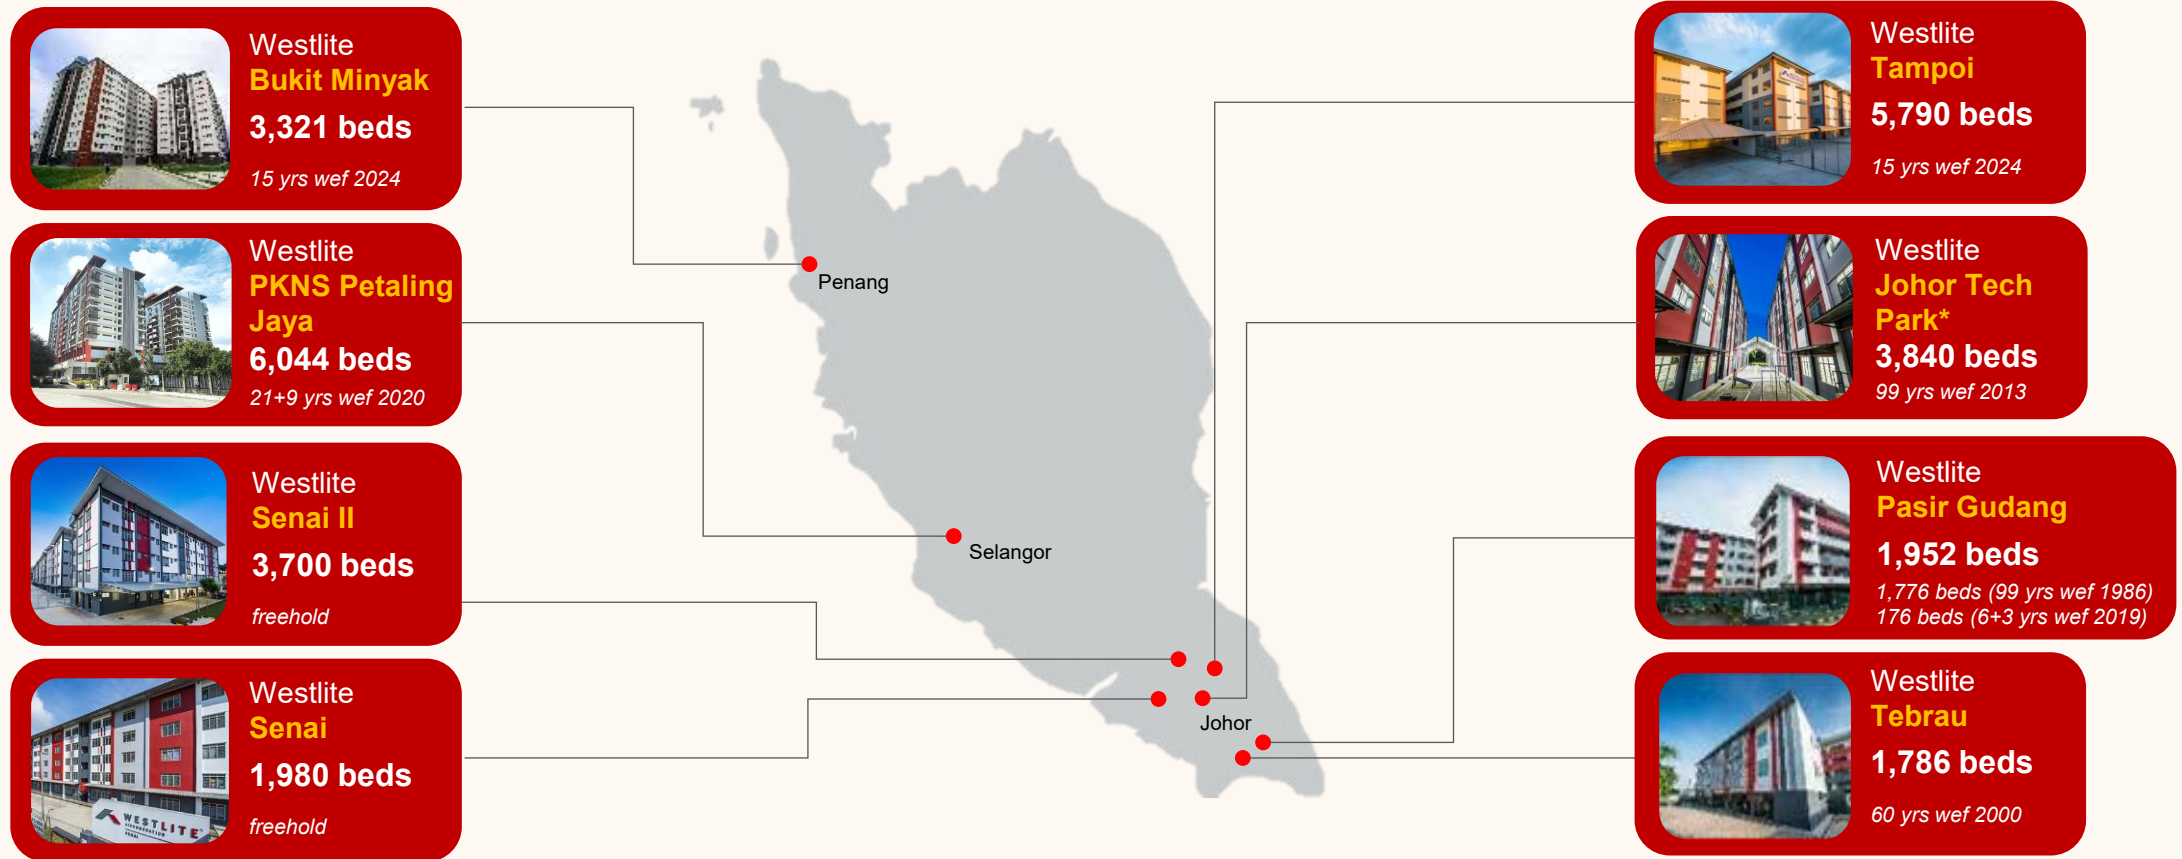 Westlite
Bukit Minyak
3,321 beds
15 yrs wef 2024
Westlite
PKNS Petaling
Jaya
6,044 beds
21+9 yrs wef 2020
Westlite
Senai II
3,700 beds
freehold
Westlite
Senai
1,980 beds
freehold
WESTLITE
ACCOMMODATION
SENAI
Penang
Selangor
Johor
Westlite
Tampoi
5,790 beds
15 yrs wef 2024
Westlite
Johor Tech
Park*
3,840 beds
99 yrs wef 2013
Westlite
Pasir Gudang
1,952 beds
1,776 beds (99 yrs wef 1986)
176 beds (6+3 yrs wef 2019)
Westlite
Tebrau
1,786 beds
60 yrs wef 2000